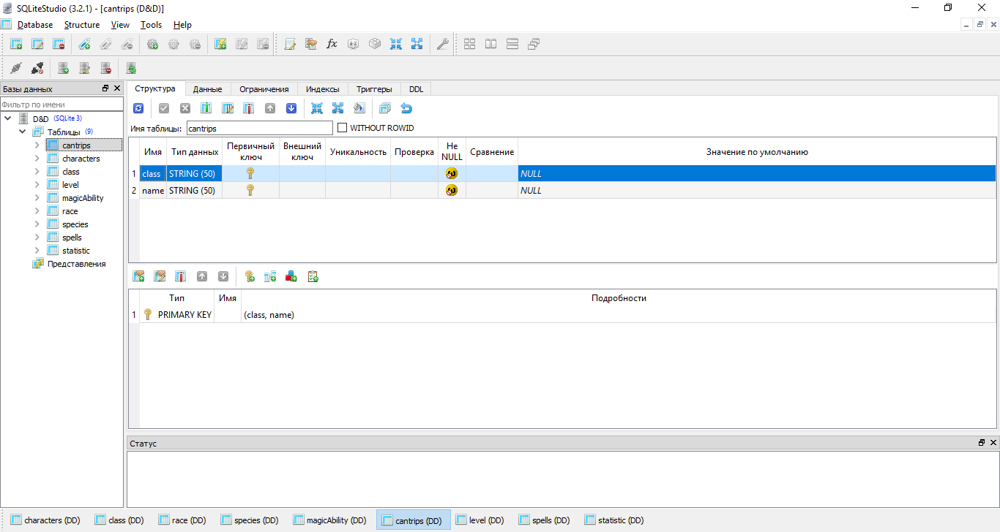 SQLiteStudio (3.2.1) - [cantrips (D&D)]
Database Structure View Tools Help
Базы данных
Фильтр по имени
D&D (SQLite 3)
Таблицы (9)
cantrips
characters
class
level
magicAbility
race
species
spells
statistic
Представления
Структура Данные Ограничения Индексы Триггеры DDL
Имя таблицы: cantrips WITHOUT ROWID
Имя Тип данных Первичный ключ Внешний ключ Уникальность Проверка Не NULL Сравнение Значение по умолчанию
1 class STRING (50) NULL
2 name STRING (50) NULL
Тип Имя Подробности
1 PRIMARY KEY (class, name)
Статус
characters (DD) class (DD) race (DD) species (DD) magicAbility (DD) cantrips (DD) level (DD) spells (DD) statistic (DD)